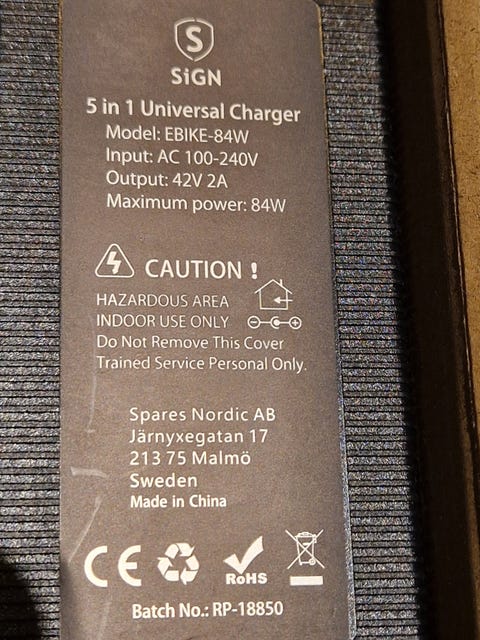 S
SiGN
5 in 1 Universal Charger
Model: EBIKE-84W
Input: AC 100-240V
Output: 42V 2A
Maximum power: 84W
CAUTION !
HAZARDOUS AREA
INDOOR USE ONLY
Do Not Remove This Cover
Trained Service Personal Only.
Spares Nordic AB
Järnyxegatan 17
213 75 Malmö
Sweden
Made in China
CE
RoHS
Batch No.: RP-18850